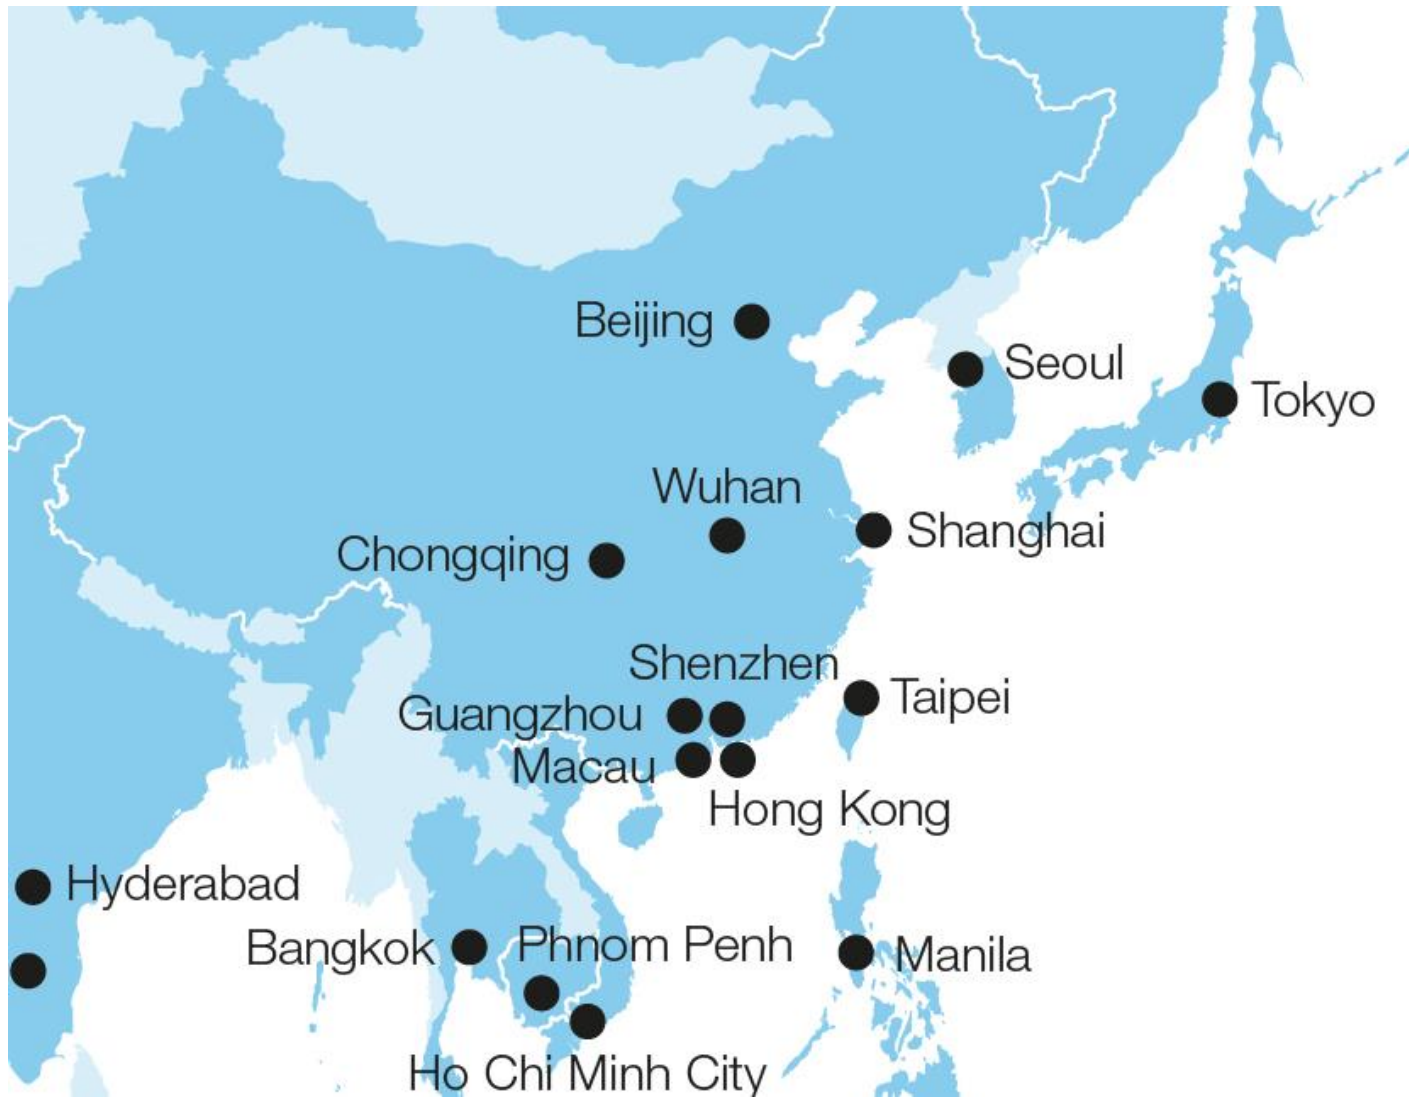 Beijing
Seoul
Tokyo
Wuhan
Shanghai
Chongqing
Shenzhen
Taipei
Guangzhou
Macau
Hong Kong
Hyderabad
Bangkok
Phnom Penh
Manila
Ho Chi Minh City